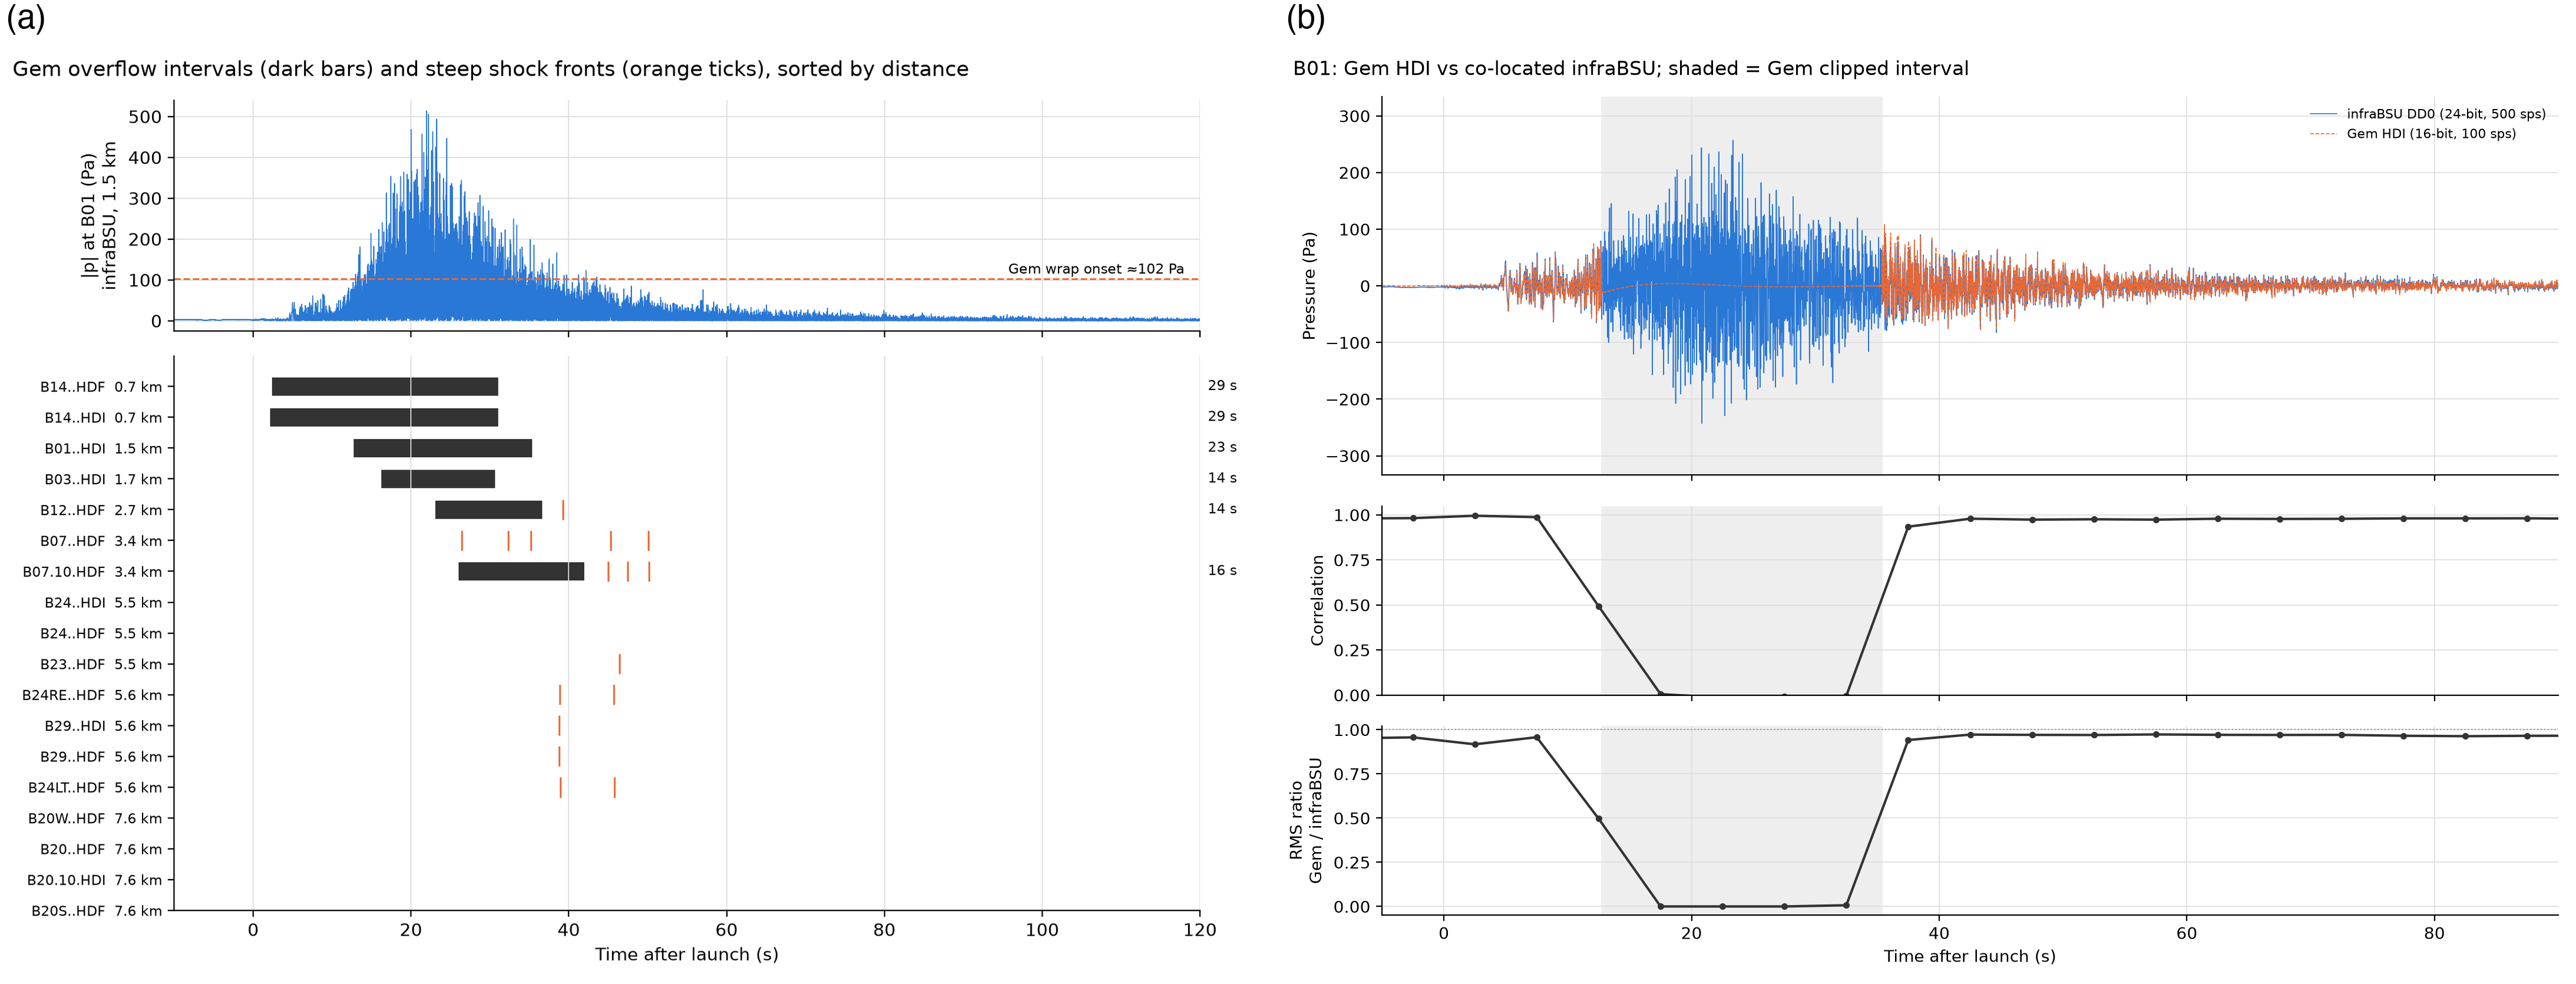 (a)
Gem overflow intervals (dark bars) and steep shock fronts (orange ticks), sorted by distance
|p| at B01 (Pa)
infraBSU, 1.5 km
500
400
300
200
100
0
Gem wrap onset ≈102 Pa
B14..HDF 0.7 km
29 s
B14..HDI 0.7 km
29 s
B01..HDI 1.5 km
23 s
B03..HDI 1.7 km
14 s
B12..HDF 2.7 km
14 s
B07..HDF 3.4 km
B07.10.HDF 3.4 km
16 s
B24..HDI 5.5 km
B24..HDF 5.5 km
B23..HDF 5.5 km
B24RE..HDF 5.6 km
B29..HDI 5.6 km
B29..HDF 5.6 km
B24LT..HDF 5.6 km
B20W..HDF 7.6 km
B20..HDF 7.6 km
B20.10.HDI 7.6 km
B20S..HDF 7.6 km
0 20 40 60 80 100 120
Time after launch (s)
(b)
B01: Gem HDI vs co-located infraBSU; shaded = Gem clipped interval
Pressure (Pa)
300
200
100
0
−100
−200
−300
infraBSU DD0 (24-bit, 500 sps)
Gem HDI (16-bit, 100 sps)
Correlation
1.00
0.75
0.50
0.25
0.00
RMS ratio
Gem / infraBSU
1.00
0.75
0.50
0.25
0.00
0 20 40 60 80
Time after launch (s)